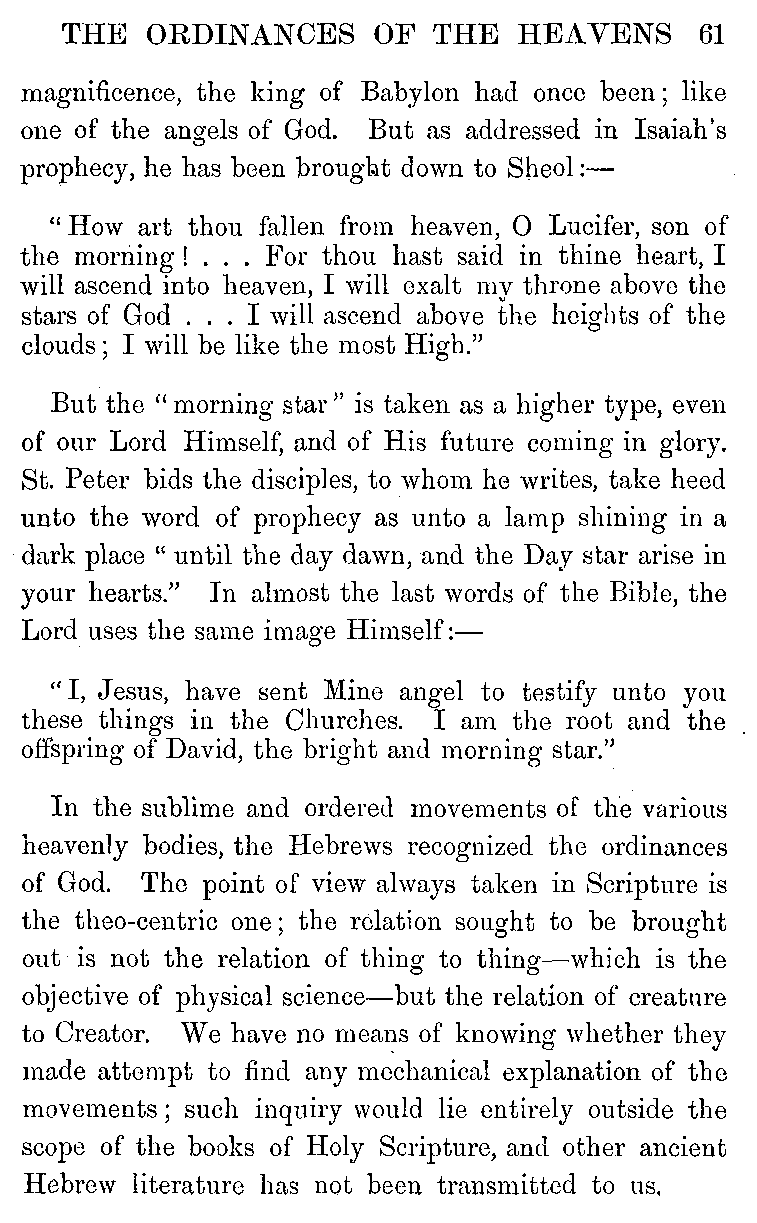 THE ORDINANCES OF THE HEAVENS 61
magnificence, the king of Babylon had once been; like
one of the angels of God. But as addressed in Isaiah's
prophecy, he has been brought down to Sheol:—
“How art thou fallen from heaven, O Lucifer, son of
the morning! . . . For thou hast said in thine heart, I
will ascend into heaven, I will exalt my throne above the
stars of God . . . I will ascend above the heights of the
clouds; I will be like the most High.”
But the “morning star” is taken as a higher type, even
of our Lord Himself, and of His future coming in glory.
St. Peter bids the disciples, to whom he writes, take heed
unto the word of prophecy as unto a lamp shining in a
dark place “until the day dawn, and the Day star arise in
your hearts.” In almost the last words of the Bible, the
Lord uses the same image Himself:—
“I, Jesus, have sent Mine angel to testify unto you
these things in the Churches. I am the root and the
offspring of David, the bright and morning star.”
In the sublime and ordered movements of the various
heavenly bodies, the Hebrews recognized the ordinances
of God. The point of view always taken in Scripture is
the theo-centric one; the relation sought to be brought
out is not the relation of thing to thing—which is the
objective of physical science—but the relation of creature
to Creator. We have no means of knowing whether they
made attempt to find any mechanical explanation of the
movements; such inquiry would lie entirely outside the
scope of the books of Holy Scripture, and other ancient
Hebrew literature has not been transmitted to us.